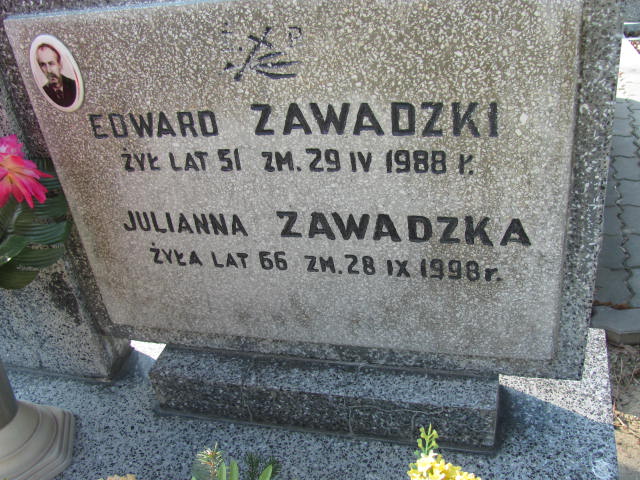 EDWARD ZAWADZKI
ŻYŁ LAT 51 ZM. 29 IV 1988 r.
JULIANNA ZAWADZKA
ŻYŁA LAT 66 ZM. 28 IX 1998 r.